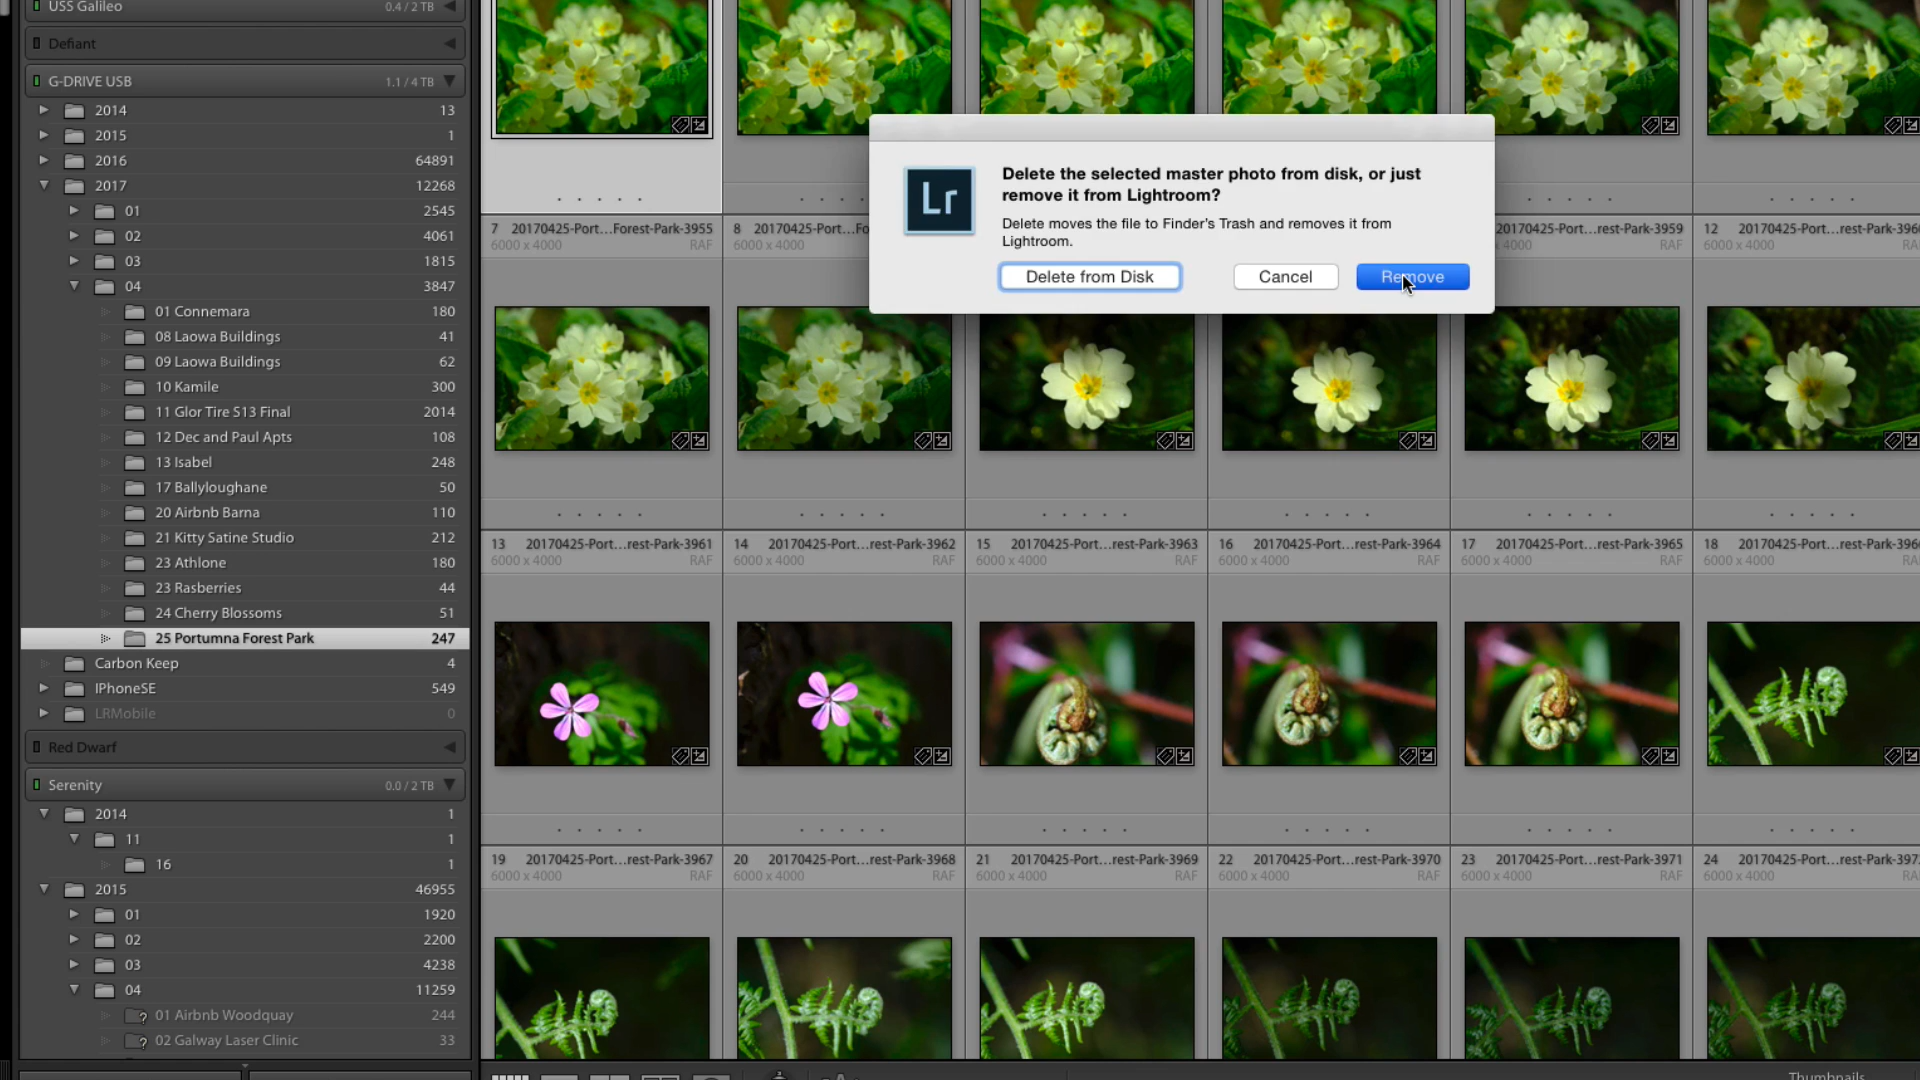 USS Galileo 0.4 / 2 TB
Defiant
G-DRIVE USB 1.1 / 4 TB
2014 13
2015 1
2016 64891
2017 12268
01 2545
02 4061
03 1815
04 3847
01 Connemara 180
08 Laowa Buildings 41
09 Laowa Buildings 62
10 Kamile 300
11 Glor Tire S13 Final 2014
12 Dec and Paul Apts 108
13 Isabel 248
17 Ballyloughane 50
20 Airbnb Barna 110
21 Kitty Satine Studio 212
23 Athlone 180
23 Rasberries 44
24 Cherry Blossoms 51
25 Portumna Forest Park 247
Carbon Keep 4
IPhoneSE 549
LRMobile 0
Red Dwarf
Serenity 0.0 / 2 TB
2014 1
11 1
16 1
2015 46955
01 1920
02 2200
03 4238
04 11259
01 Airbnb Woodquay 244
02 Galway Laser Clinic 33
Lr
Delete the selected master photo from disk, or just
remove it from Lightroom?
Delete moves the file to Finder's Trash and removes it from
Lightroom.
Delete from Disk Cancel Remove
7 20170425-Port...Forest-Park-3955 8 20170425-Port...Fo 20170425-Port...rest-Park-3959 12 20170425-Port...rest-Park-396
6000 x 4000 RAF 6000 x 4000 RAF 6000 x 4000 RA
13 20170425-Port...rest-Park-3961 14 20170425-Port...rest-Park-3962 15 20170425-Port...rest-Park-3963 16 20170425-Port...rest-Park-3964 17 20170425-Port...rest-Park-3965 18 20170425-Port...rest-Park-396
6000 x 4000 RAF 6000 x 4000 RAF 6000 x 4000 RAF 6000 x 4000 RAF 6000 x 4000 RAF 6000 x 4000 RA
19 20170425-Port...rest-Park-3967 20 20170425-Port...rest-Park-3968 21 20170425-Port...rest-Park-3969 22 20170425-Port...rest-Park-3970 23 20170425-Port...rest-Park-3971 24 20170425-Port...rest-Park-397
6000 x 4000 RAF 6000 x 4000 RAF 6000 x 4000 RAF 6000 x 4000 RAF 6000 x 4000 RAF 6000 x 4000 RA
Thumbnails